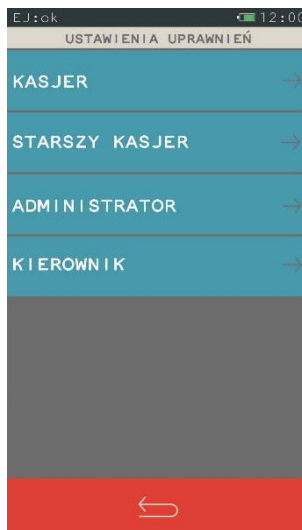 EJ:ok 12:00
USTAWIENIA UPRAWNIEŃ
KASJER
STARSZY KASJER
ADMINISTRATOR
KIEROWNIK